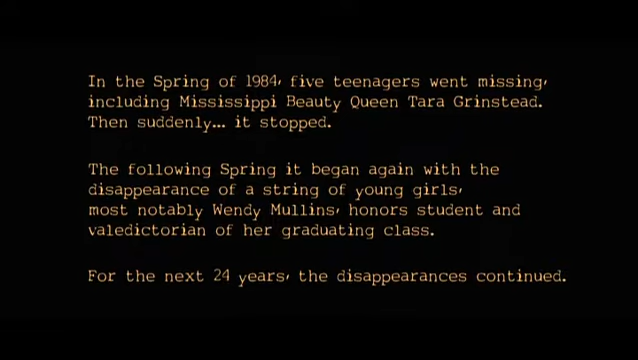 In the Spring of 1984, five teenagers went missing,
including Mississippi Beauty Queen Tara Grinstead.
Then suddenly... it stopped.
The following Spring it began again with the
disappearance of a string of young girls,
most notably Wendy Mullins, honors student and
valedictorian of her graduating class.
For the next 24 years, the disappearances continued.